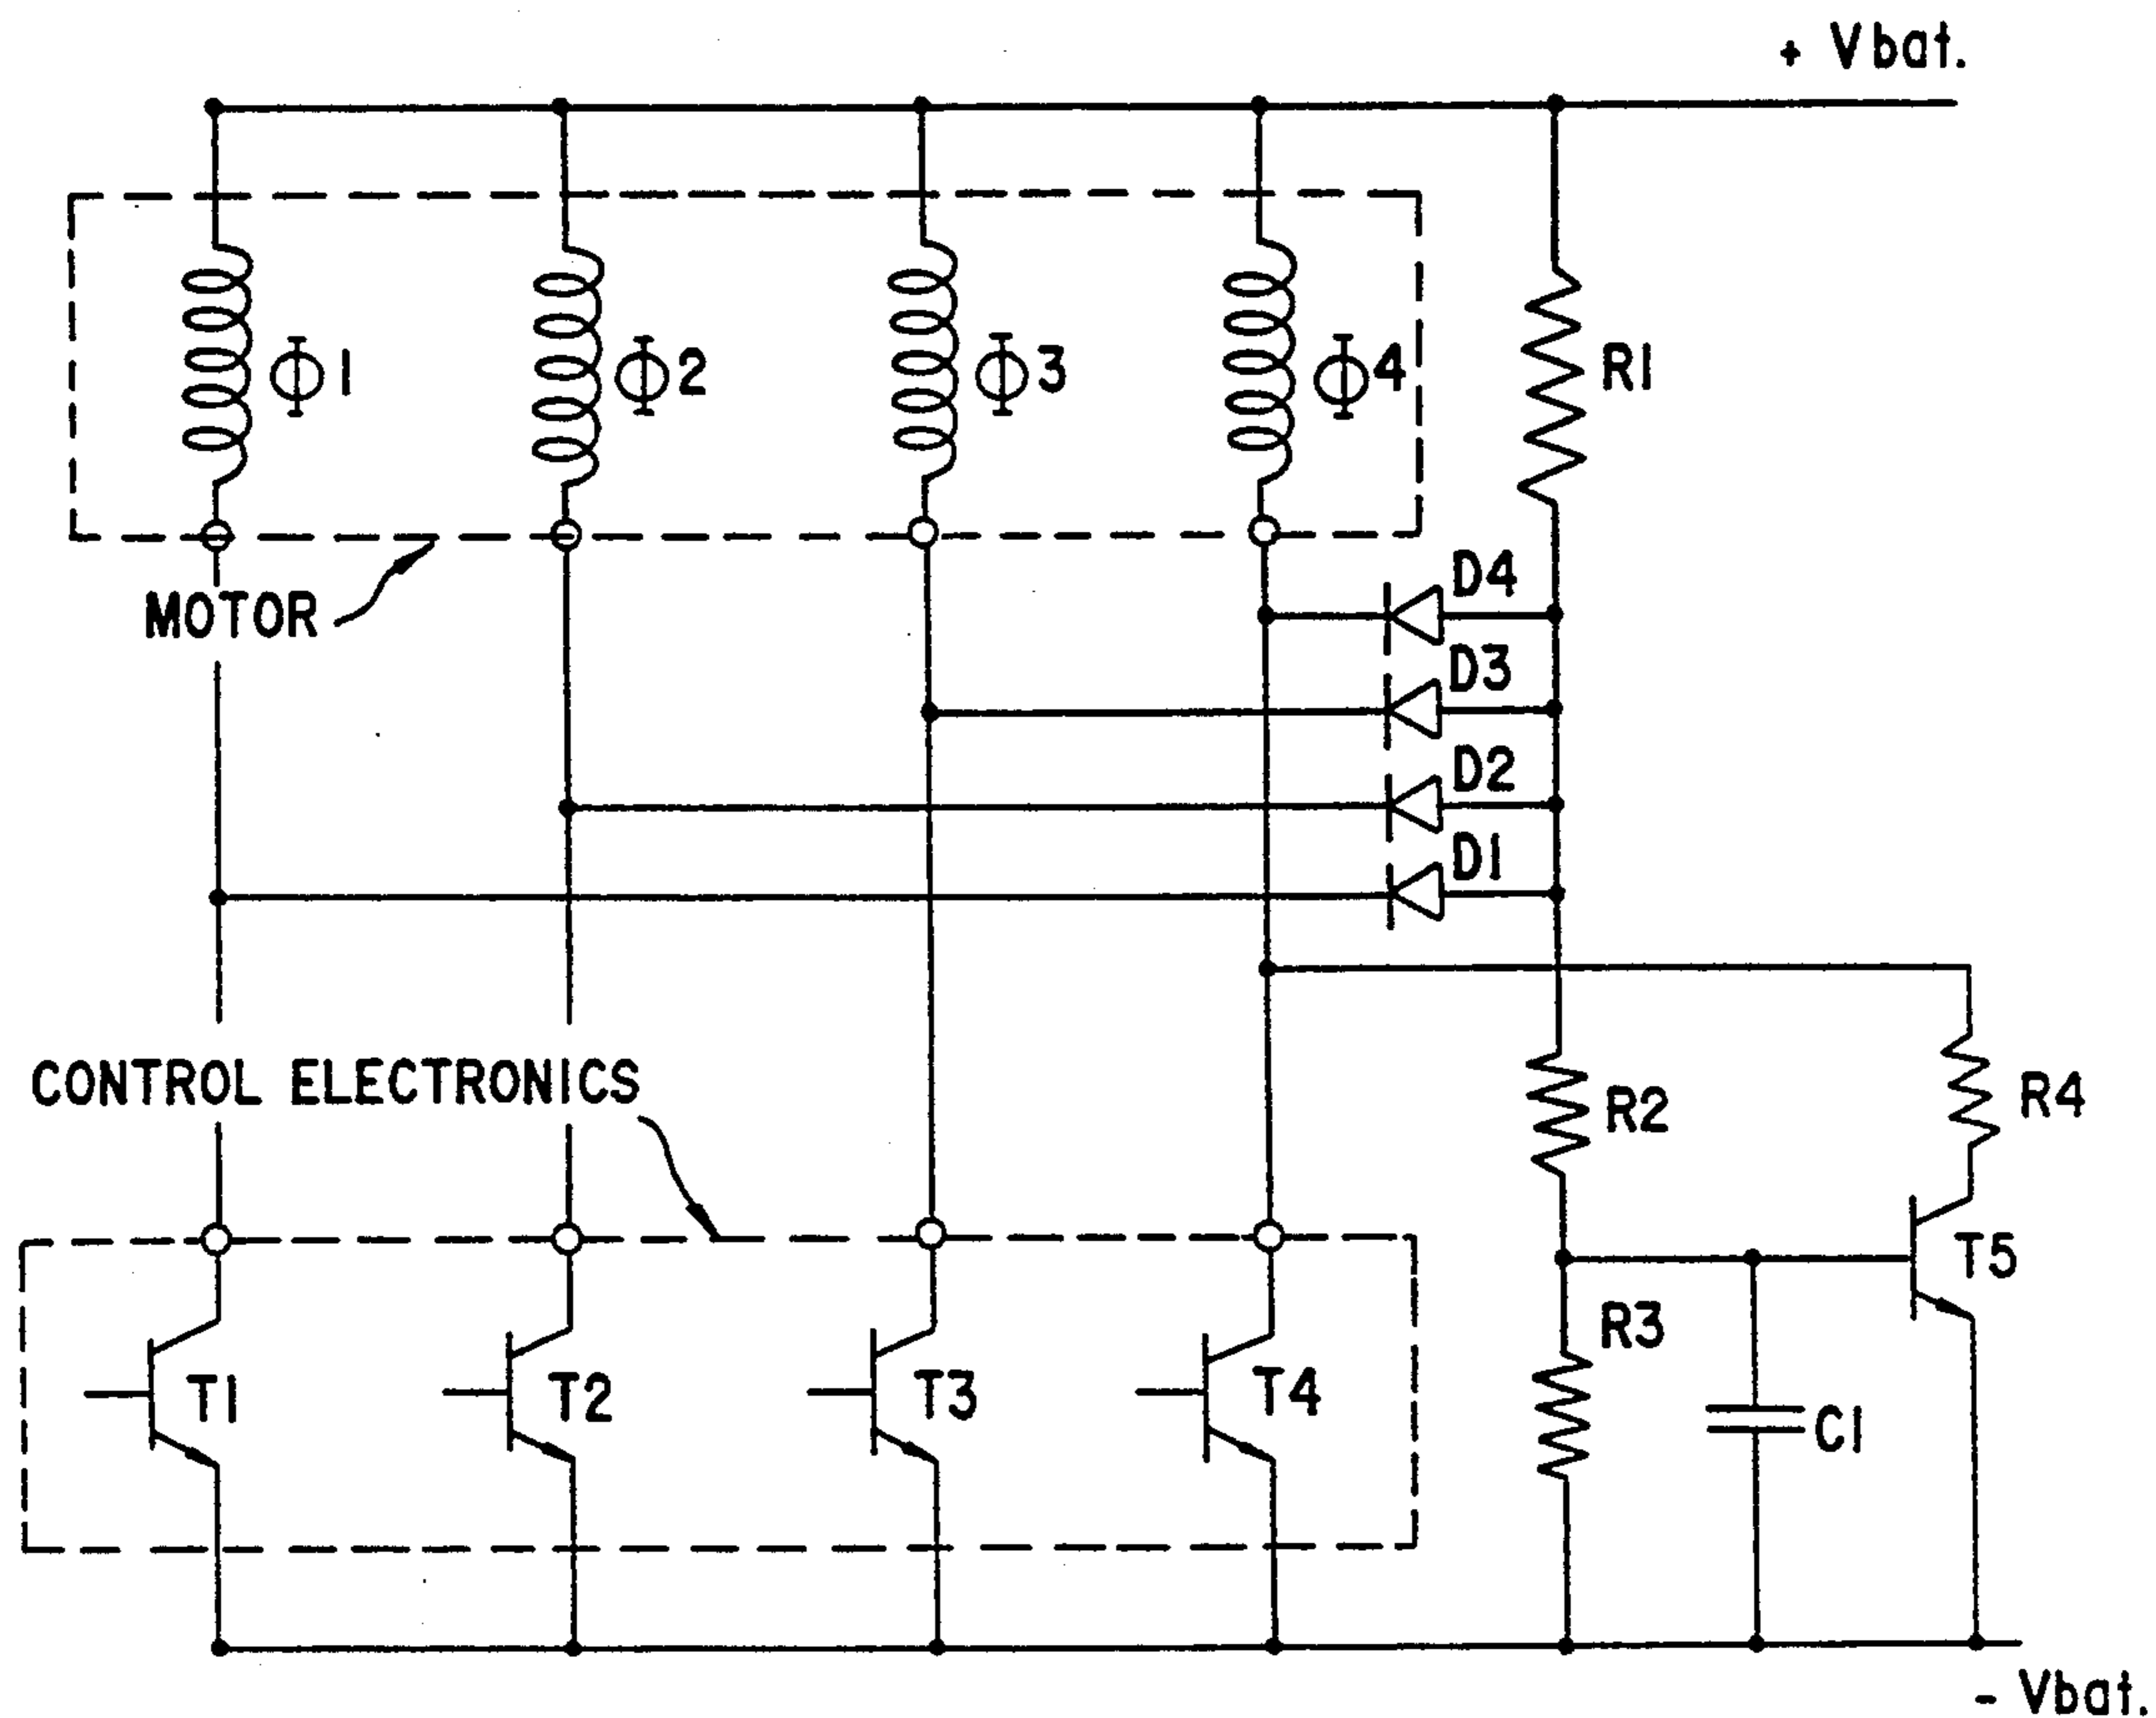 + Vbat.
Φ1
Φ2
Φ3
Φ4
R1
D4
MOTOR
D3
D2
D1
CONTROL ELECTRONICS
R2
R4
T5
R3
T1
T2
T3
T4
C1
- Vbat.